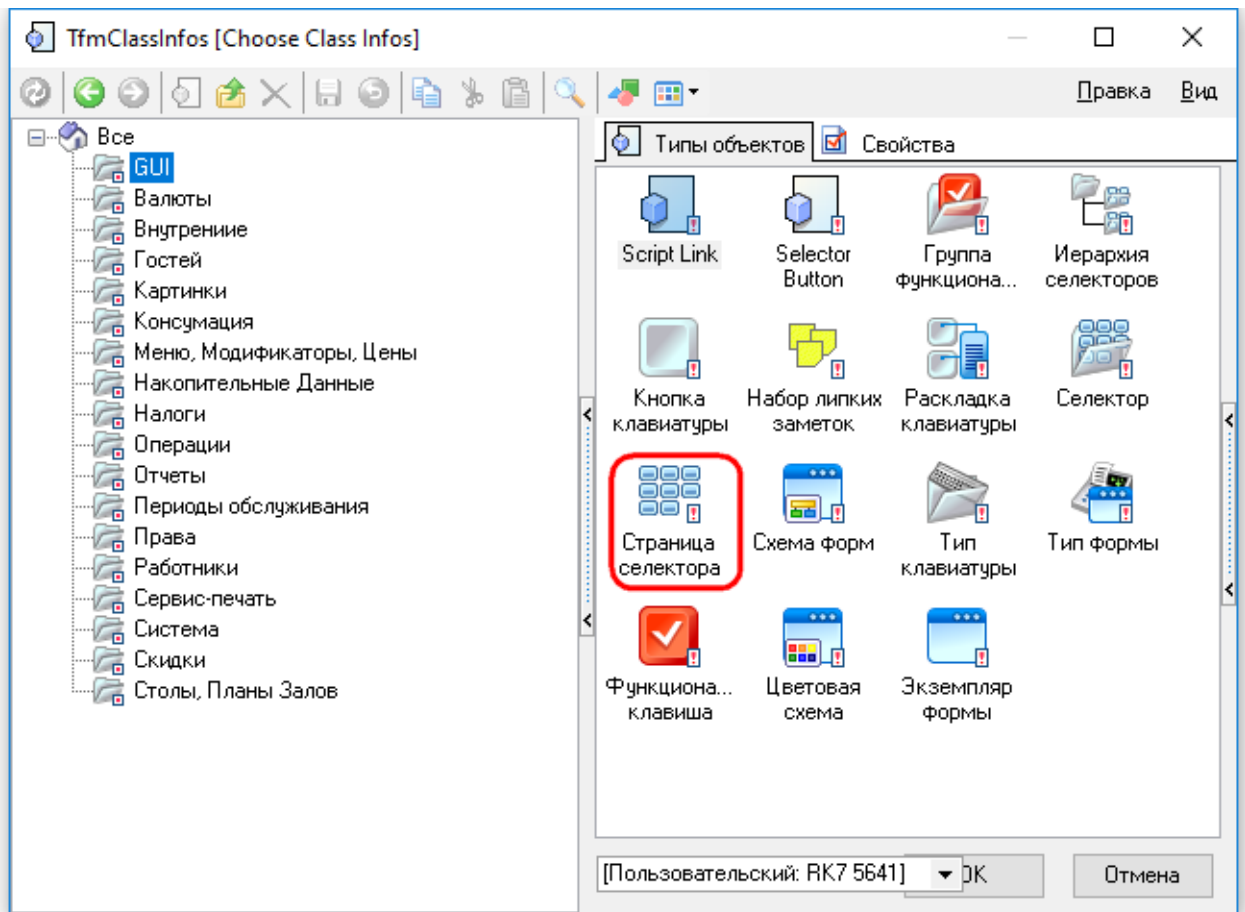 TfmClassInfos [Choose Class Infos]
Правка Вид
Все
GUI
Валюты
Внутренние
Гостей
Картинки
Консумация
Меню, Модификаторы, Цены
Накопительные Данные
Налоги
Операции
Отчеты
Периоды обслуживания
Права
Работники
Сервис-печать
Система
Скидки
Столы, Планы Залов
Типы объектов Свойства
Script Link
Selector
Button
Группа
функциона...
Иерархия
селекторов
Кнопка
клавиатуры
Набор липких
заметок
Раскладка
клавиатуры
Селектор
Страница
селектора
Схема форм
Тип
клавиатуры
Тип формы
Функциона...
клавиша
Цветовая
схема
Экземпляр
формы
[Пользовательский: RK7 5641] ОК Отмена